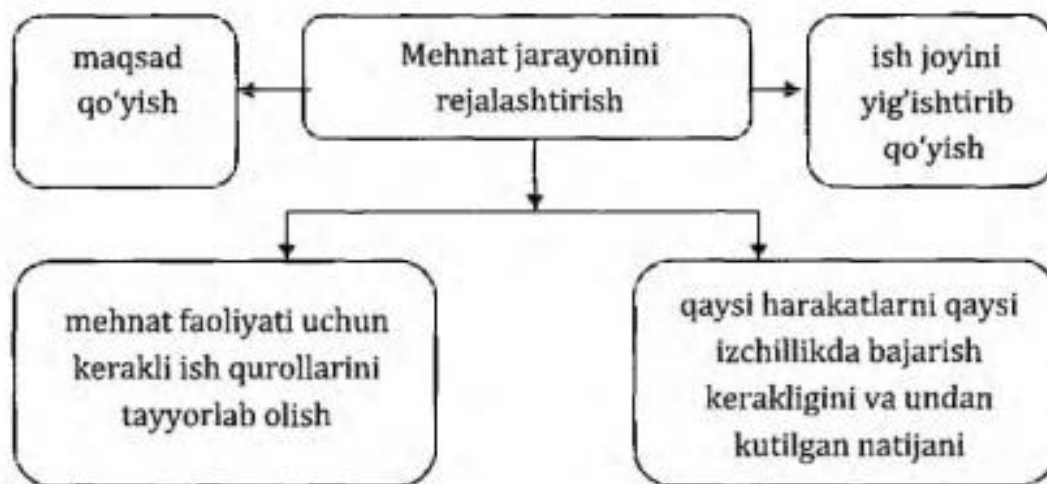 maqsad
qo‘yish
Mehnat jarayonini
rejalashtirish
ish joyini
yig‘ishtirib
qo‘yish
mehnat faoliyati uchun
kerakli ish qurollarini
tayyorlab olish
qaysi harakatlarni qaysi
izchillikda bajarish
kerakligini va undan
kutilgan natijani